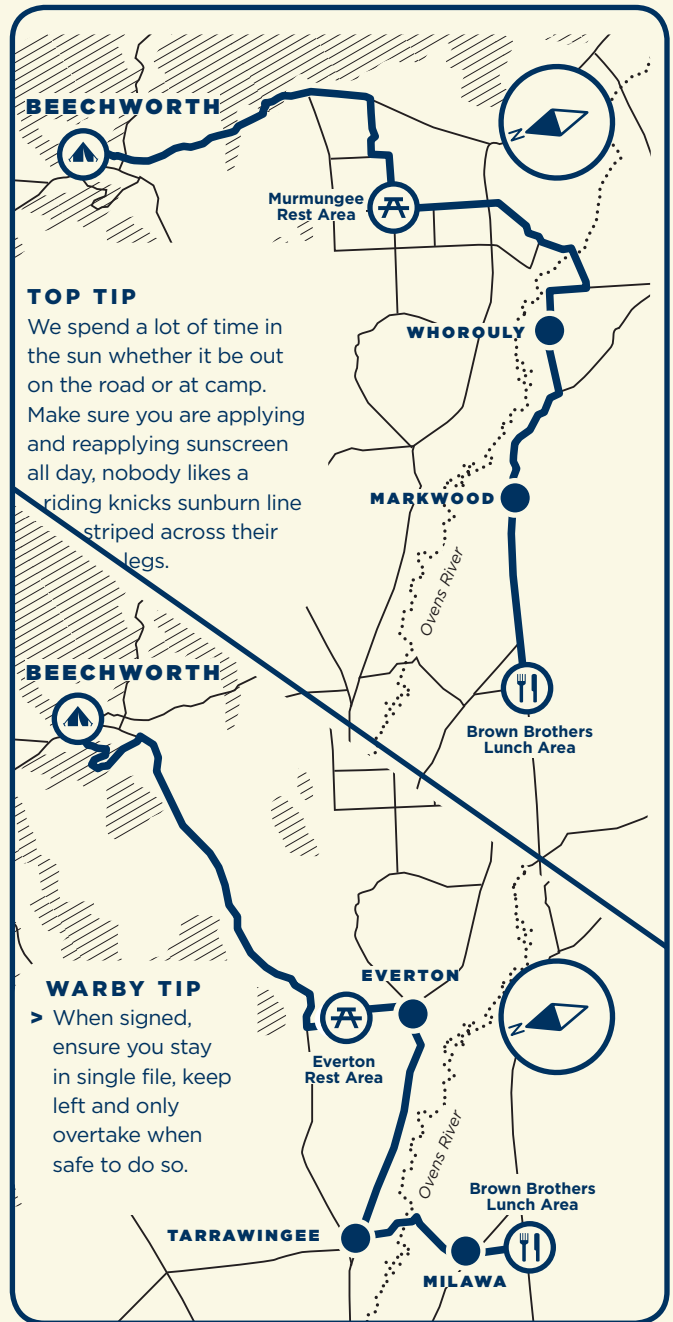 BEECHWORTH
N
Murmungee
Rest Area
TOP TIP
We spend a lot of time in
the sun whether it be out
on the road or at camp.
Make sure you are applying
and reapplying sunscreen
all day, nobody likes a
riding knicks sunburn line
striped across their
legs.
WHOROULY
MARKWOOD
Ovens River
Brown Brothers
Lunch Area
BEECHWORTH
EVERTON
WARBY TIP
> When signed,
ensure you stay
in single file, keep
left and only
overtake when
safe to do so.
N
Everton
Rest Area
Ovens River
Brown Brothers
Lunch Area
TARRAWINGEE
MILAWA